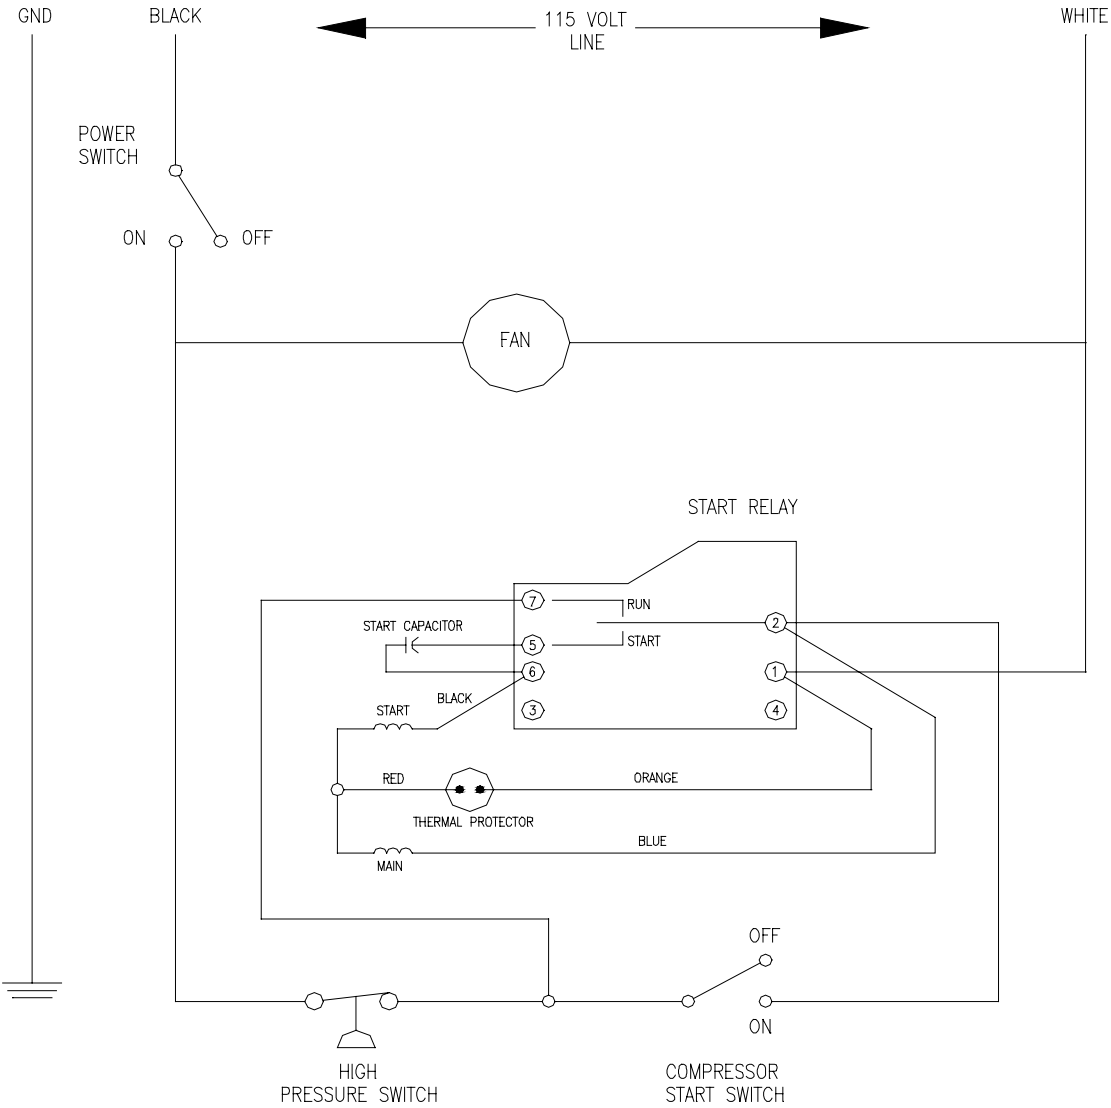 GND
BLACK
115 VOLT
LINE
WHITE
POWER
SWITCH
ON
OFF
FAN
START RELAY
7
RUN
2
START CAPACITOR
5
START
6
1
BLACK
START
3
4
RED
ORANGE
THERMAL PROTECTOR
BLUE
MAIN
OFF
ON
HIGH
PRESSURE SWITCH
COMPRESSOR
START SWITCH